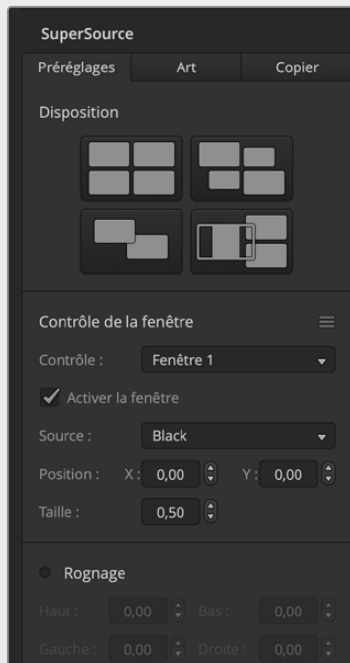 SuperSource
Préréglages Art Copier
Disposition
Contrôle de la fenêtre
Contrôle : Fenêtre 1
Activer la fenêtre
Source : Black
Position : X : 0,00 Y : 0,00
Taille : 0,50
Rognage
Haut : 0,00 Bas : 0,00
Gauche : 0,00 Droite : 0,00